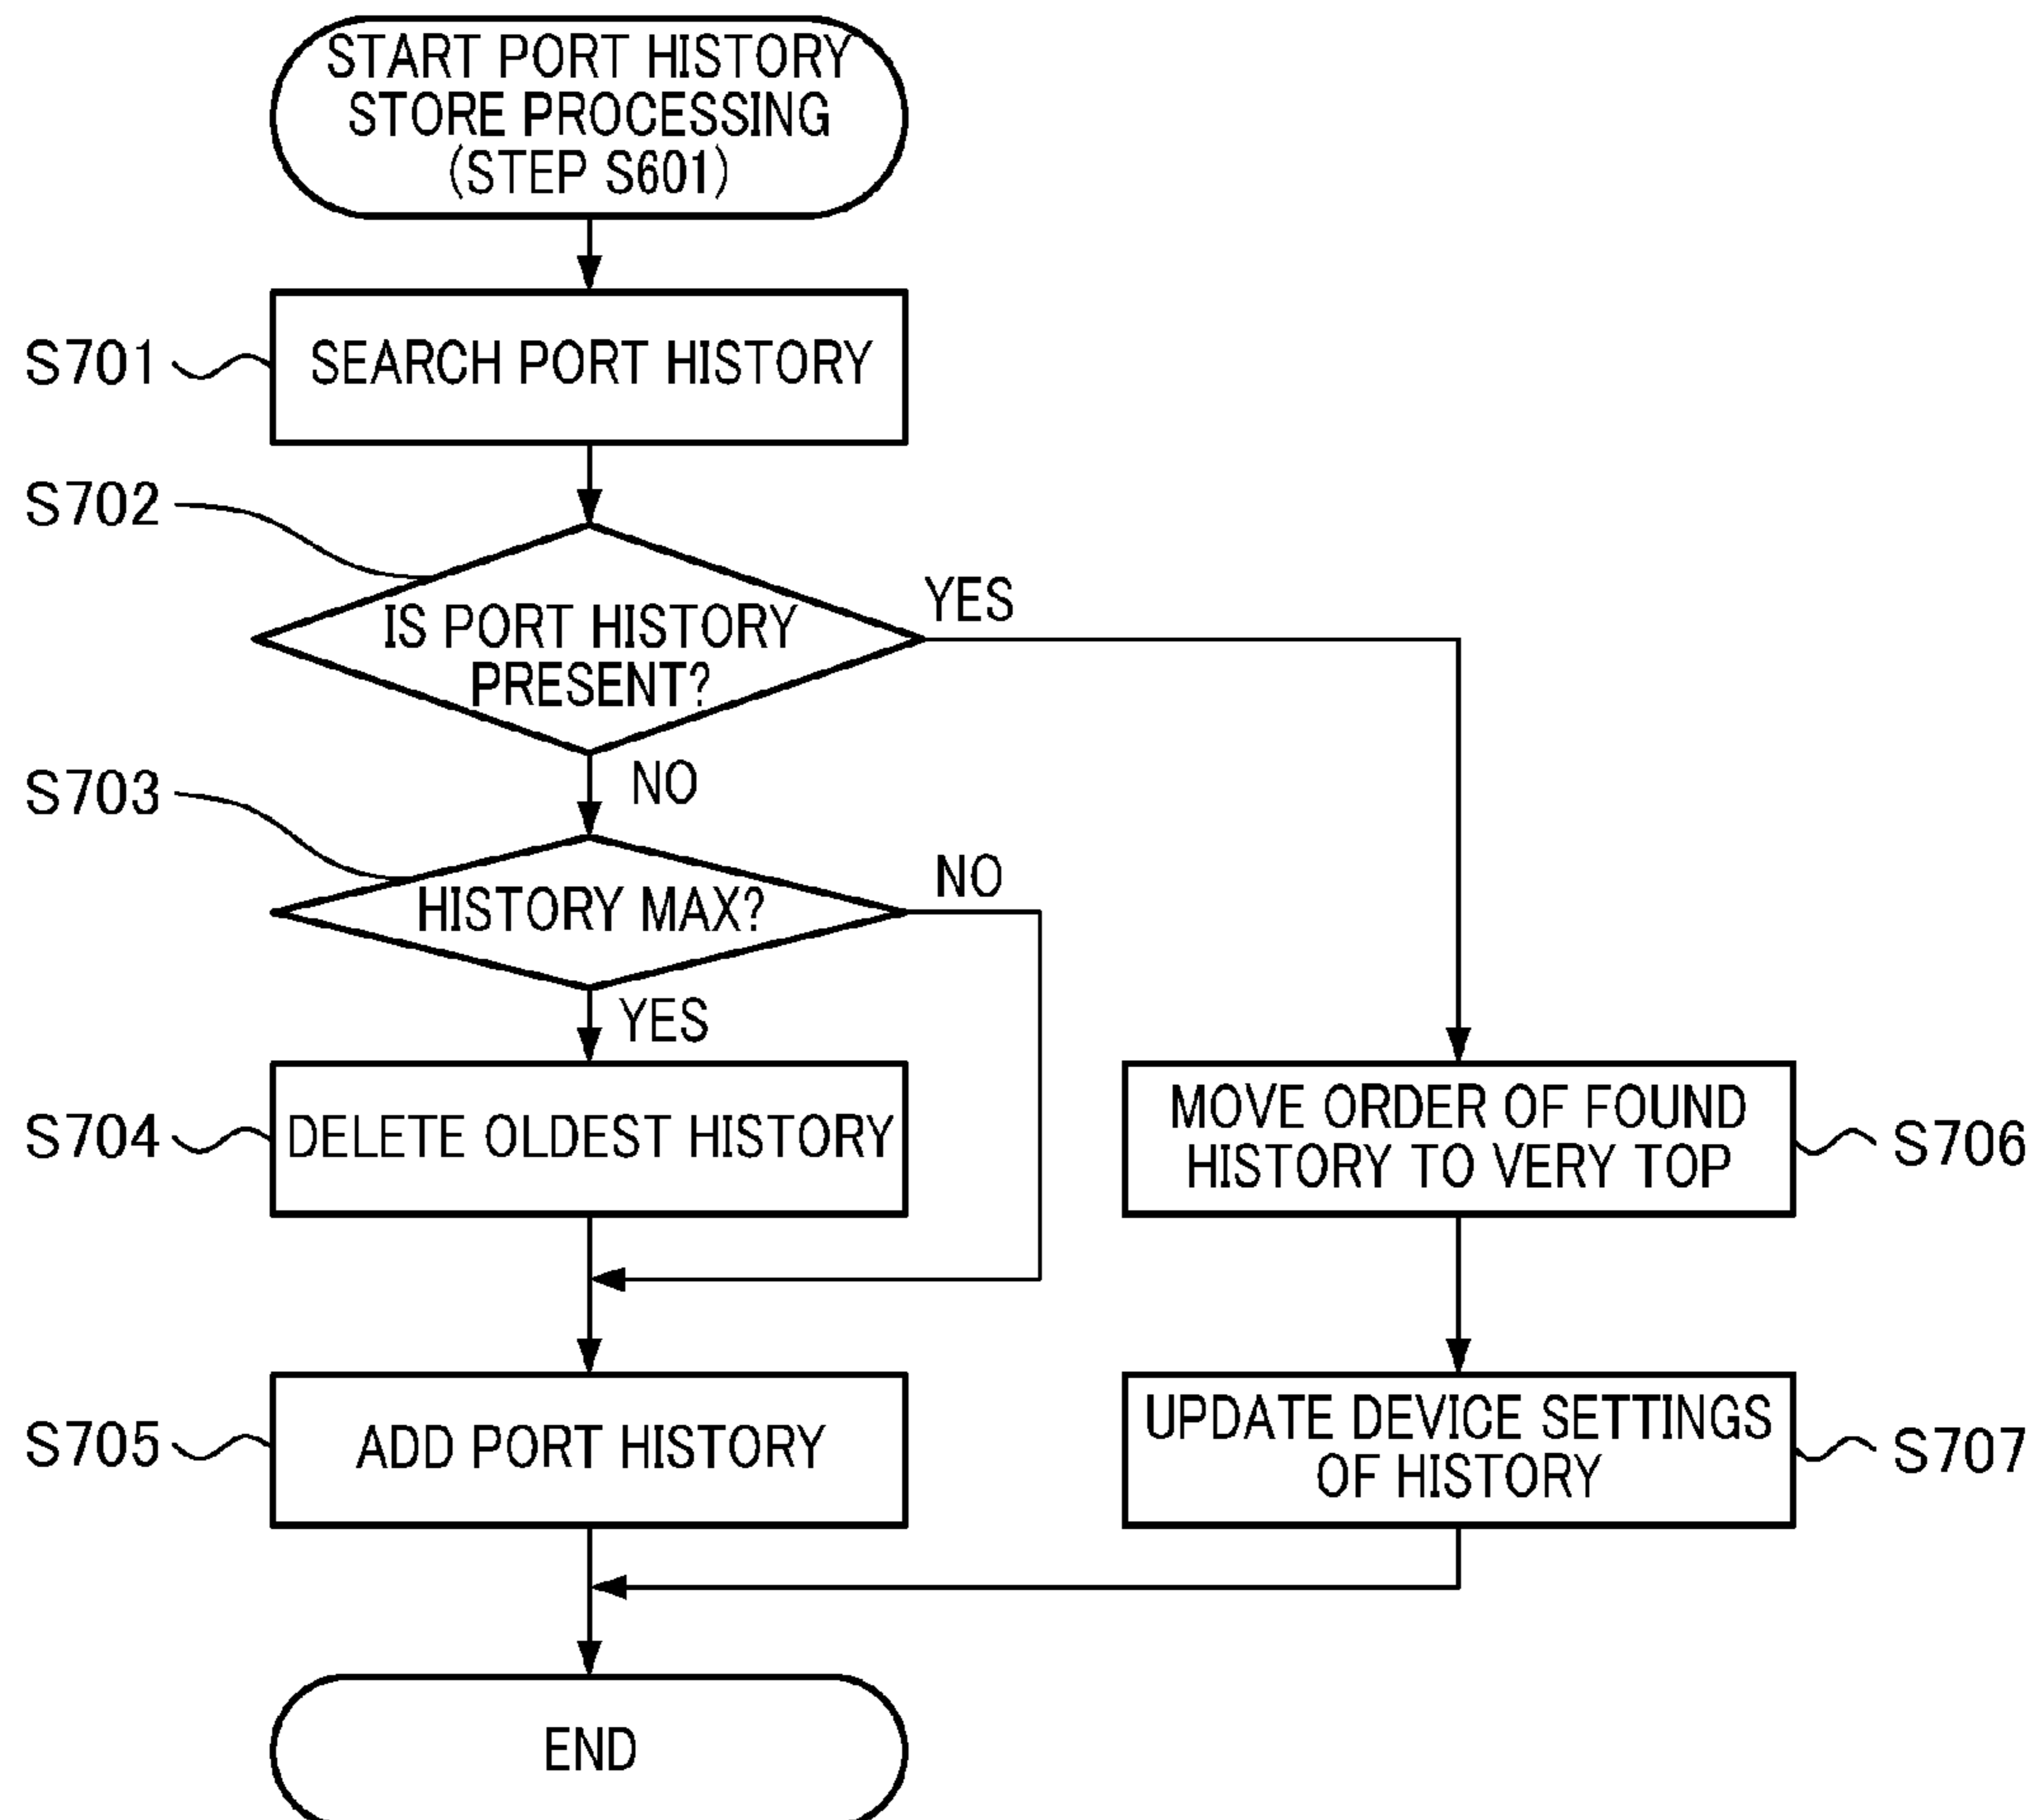 START PORT HISTORY
STORE PROCESSING
(STEP S601)
S701
SEARCH PORT HISTORY
S702
YES
IS PORT HISTORY
PRESENT?
NO
S703
NO
HISTORY MAX?
YES
S704
DELETE OLDEST HISTORY
MOVE ORDER OF FOUND
HISTORY TO VERY TOP
S706
S705
ADD PORT HISTORY
UPDATE DEVICE SETTINGS
OF HISTORY
S707
END